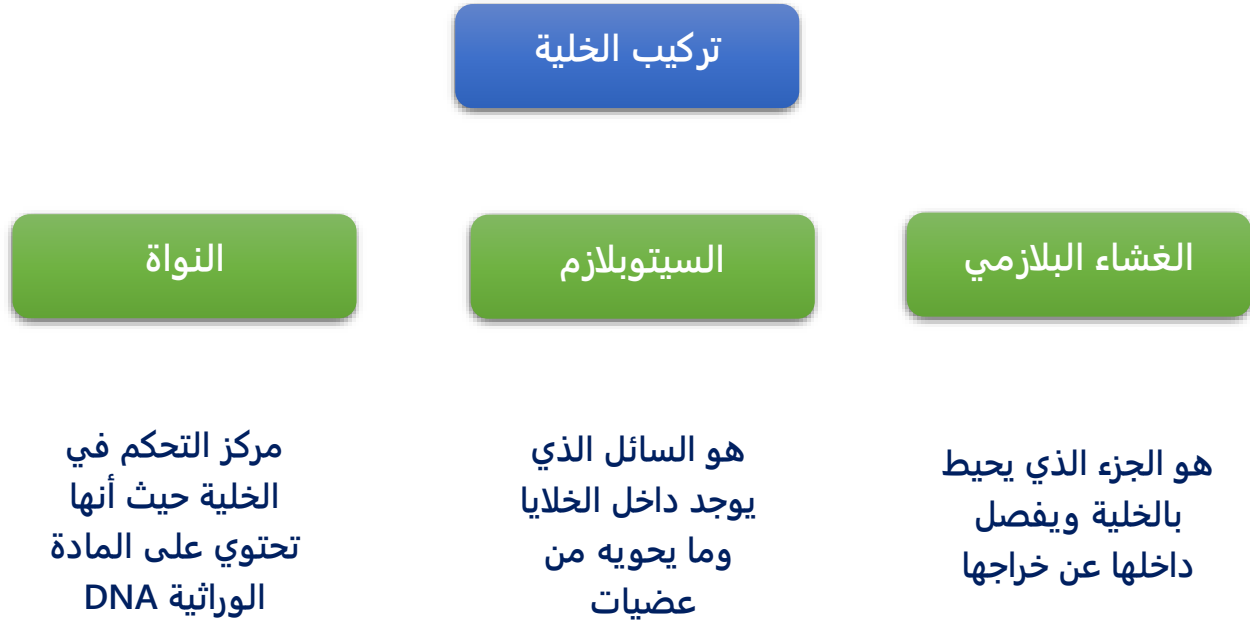 تركيب الخلية
الغشاء البلازمي
السيتوبلازم
النواة
هو الجزء الذي يحيط
بالخلية ويفصل
داخلها عن خراجها
هو السائل الذي
يوجد داخل الخلايا
وما يحويه من
عضيات
مركز التحكم في
الخلية حيث أنها
تحتوي على المادة
الوراثية DNA